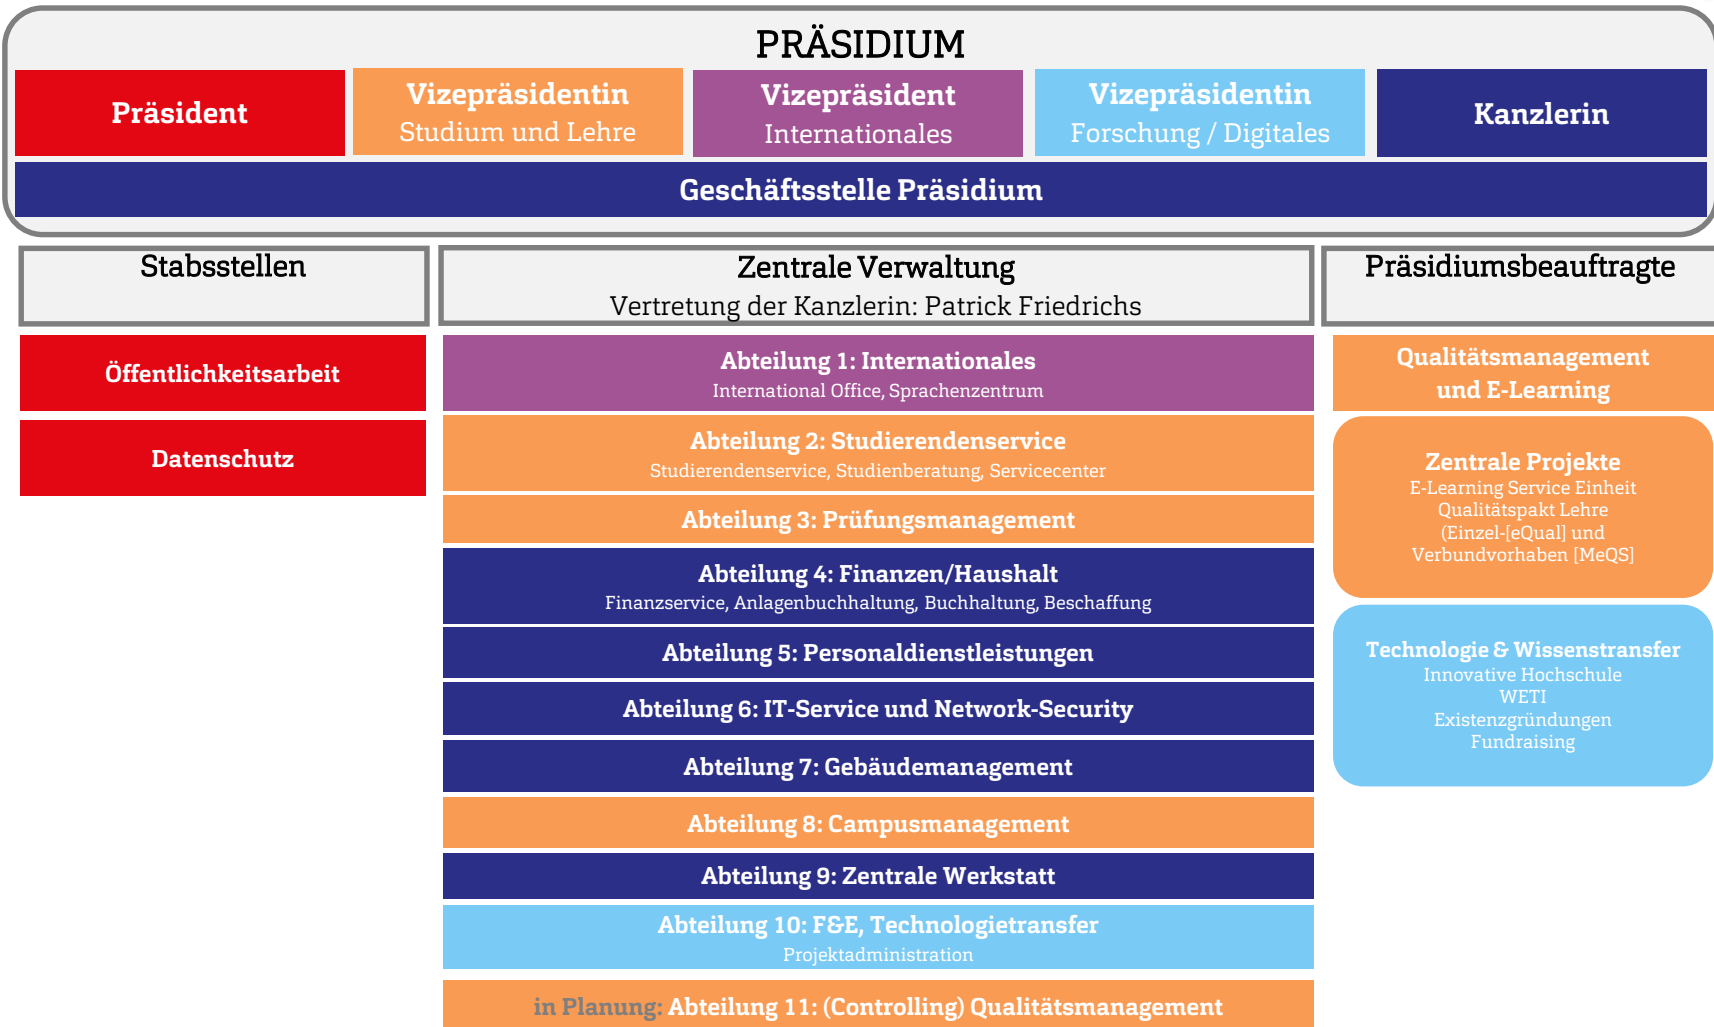 PRÄSIDIUM
Präsident
Vizepräsidentin
Studium und Lehre
Vizepräsident
Internationales
Vizepräsidentin
Forschung / Digitales
Kanzlerin
Geschäftsstelle Präsidium
Stabsstellen
Öffentlichkeitsarbeit
Datenschutz
Zentrale Verwaltung
Vertretung der Kanzlerin: Patrick Friedrichs
Abteilung 1: Internationales
International Office, Sprachenzentrum
Abteilung 2: Studierendenservice
Studierendenservice, Studienberatung, Servicecenter
Abteilung 3: Prüfungsmanagement
Abteilung 4: Finanzen/Haushalt
Finanzservice, Anlagenbuchhaltung, Buchhaltung, Beschaffung
Abteilung 5: Personaldienstleistungen
Abteilung 6: IT-Service und Network-Security
Abteilung 7: Gebäudemanagement
Abteilung 8: Campusmanagement
Abteilung 9: Zentrale Werkstatt
Abteilung 10: F&E, Technologietransfer
Projektadministration
in Planung: Abteilung 11: (Controlling) Qualitätsmanagement
Präsidiumsbeauftragte
Qualitätsmanagement
und E-Learning
Zentrale Projekte
E-Learning Service Einheit
Qualitätspakt Lehre
(Einzel-[eQual] und
Verbundvorhaben [MeQS]
Technologie & Wissenstransfer
Innovative Hochschule
WETI
Existenzgründungen
Fundraising